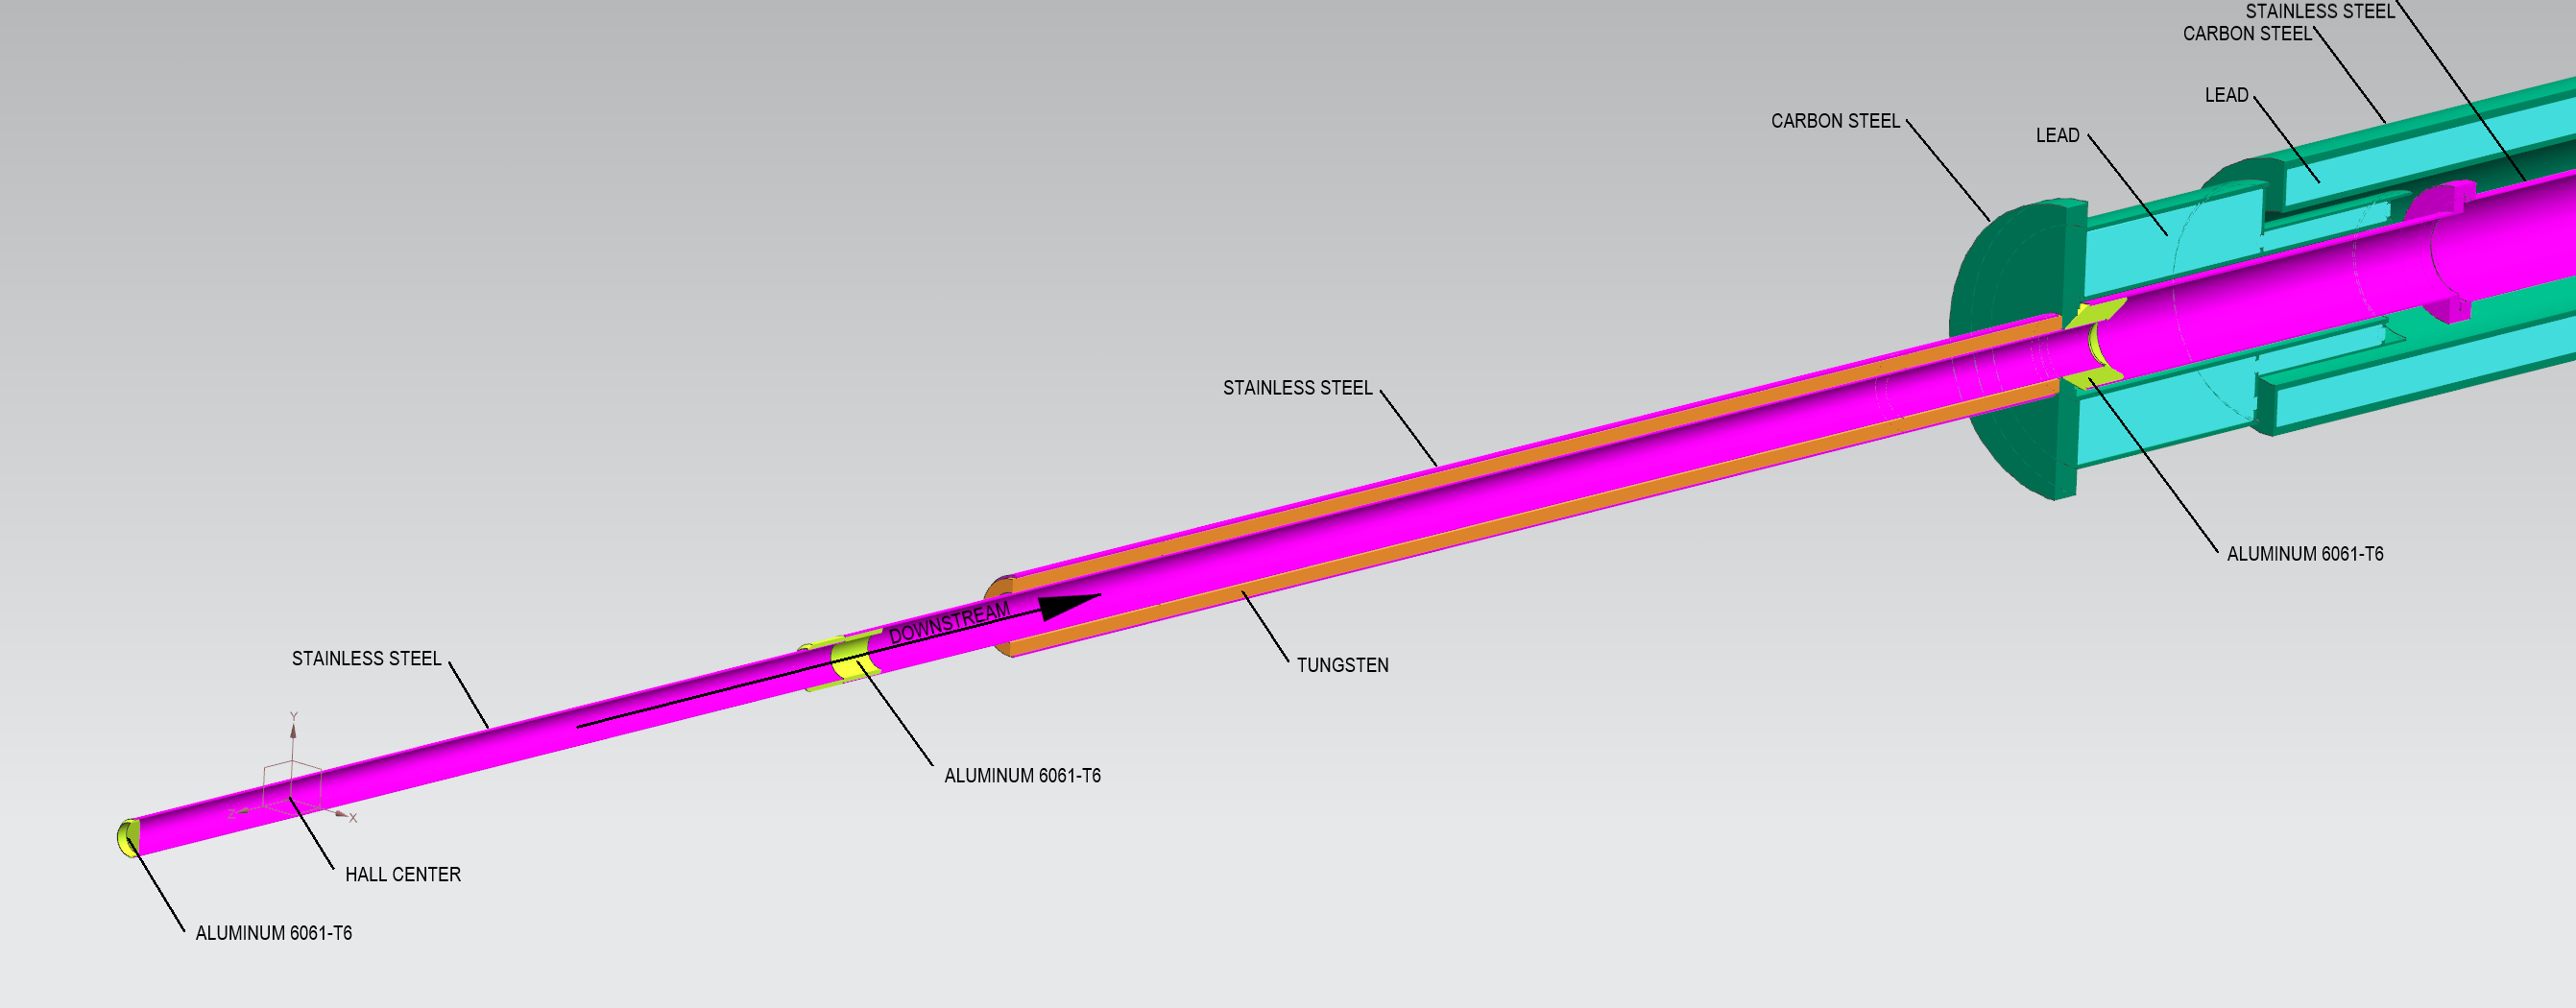 STAINLESS STEEL
CARBON STEEL
LEAD
CARBON STEEL
LEAD
STAINLESS STEEL
ALUMINUM 6061-T6
DOWNSTREAM
STAINLESS STEEL
TUNGSTEN
Y
ALUMINUM 6061-T6
Z
X
HALL CENTER
ALUMINUM 6061-T6